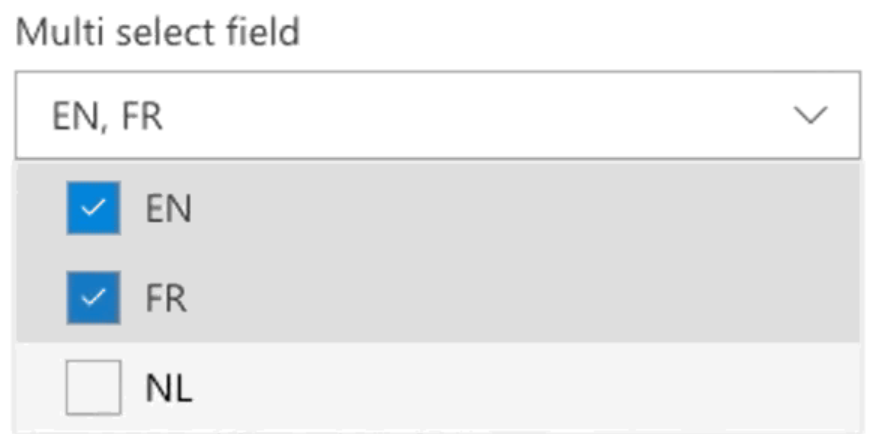 Multi select field
EN, FR
EN
FR
NL